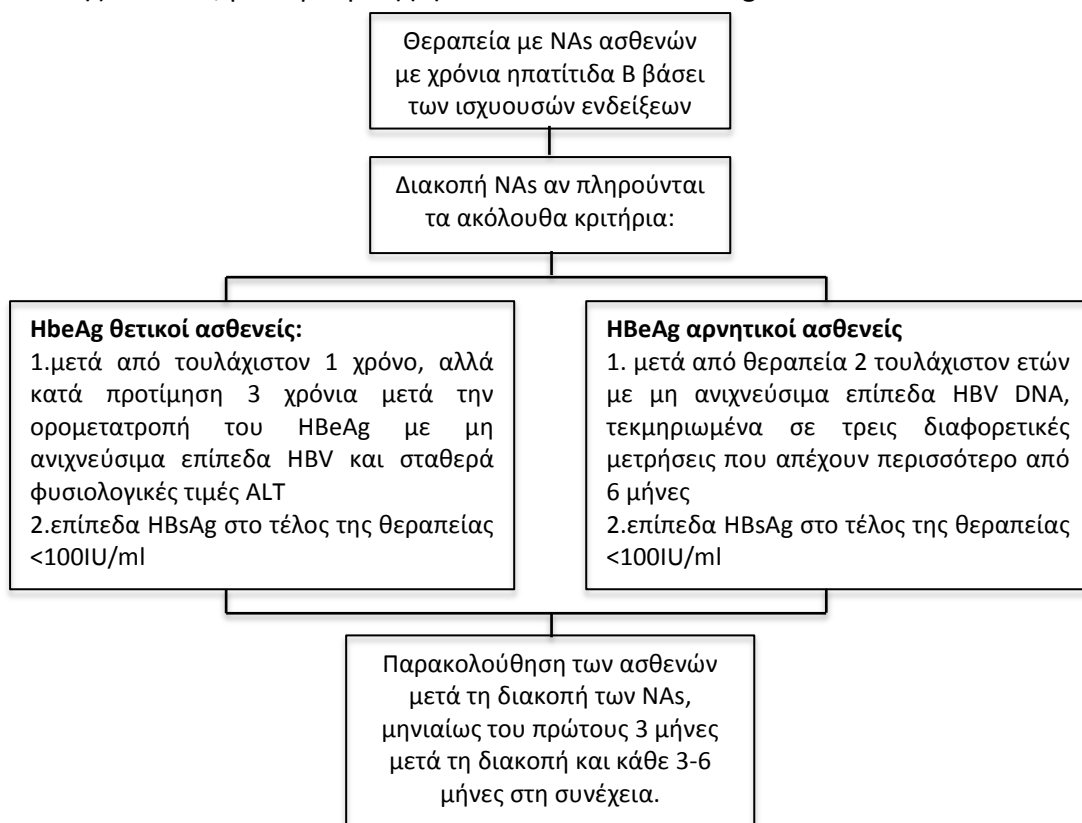 Θεραπεία με NAs ασθενών
με χρόνια ηπατίτιδα Β βάσει
των ισχυουσών ενδείξεων
Διακοπή NAs αν πληρούνται
τα ακόλουθα κριτήρια:
HbeAg θετικοί ασθενείς:
1.μετά από τουλάχιστον 1 χρόνο, αλλά
κατά προτίμηση 3 χρόνια μετά την
ορομετατροπή του HBeAg με μη
ανιχνεύσιμα επίπεδα HBV και σταθερά
φυσιολογικές τιμές ALT
2.επίπεδα HBsAg στο τέλος της θεραπείας
<100IU/ml
HBeAg αρνητικοί ασθενείς
1. μετά από θεραπεία 2 τουλάχιστον ετών
με μη ανιχνεύσιμα επίπεδα HBV DNA,
τεκμηριωμένα σε τρεις διαφορετικές
μετρήσεις που απέχουν περισσότερο από
6 μήνες
2.επίπεδα HBsAg στο τέλος της θεραπείας
<100IU/ml
Παρακολούθηση των ασθενών
μετά τη διακοπή των NAs,
μηνιαίως του πρώτους 3 μήνες
μετά τη διακοπή και κάθε 3-6
μήνες στη συνέχεια.